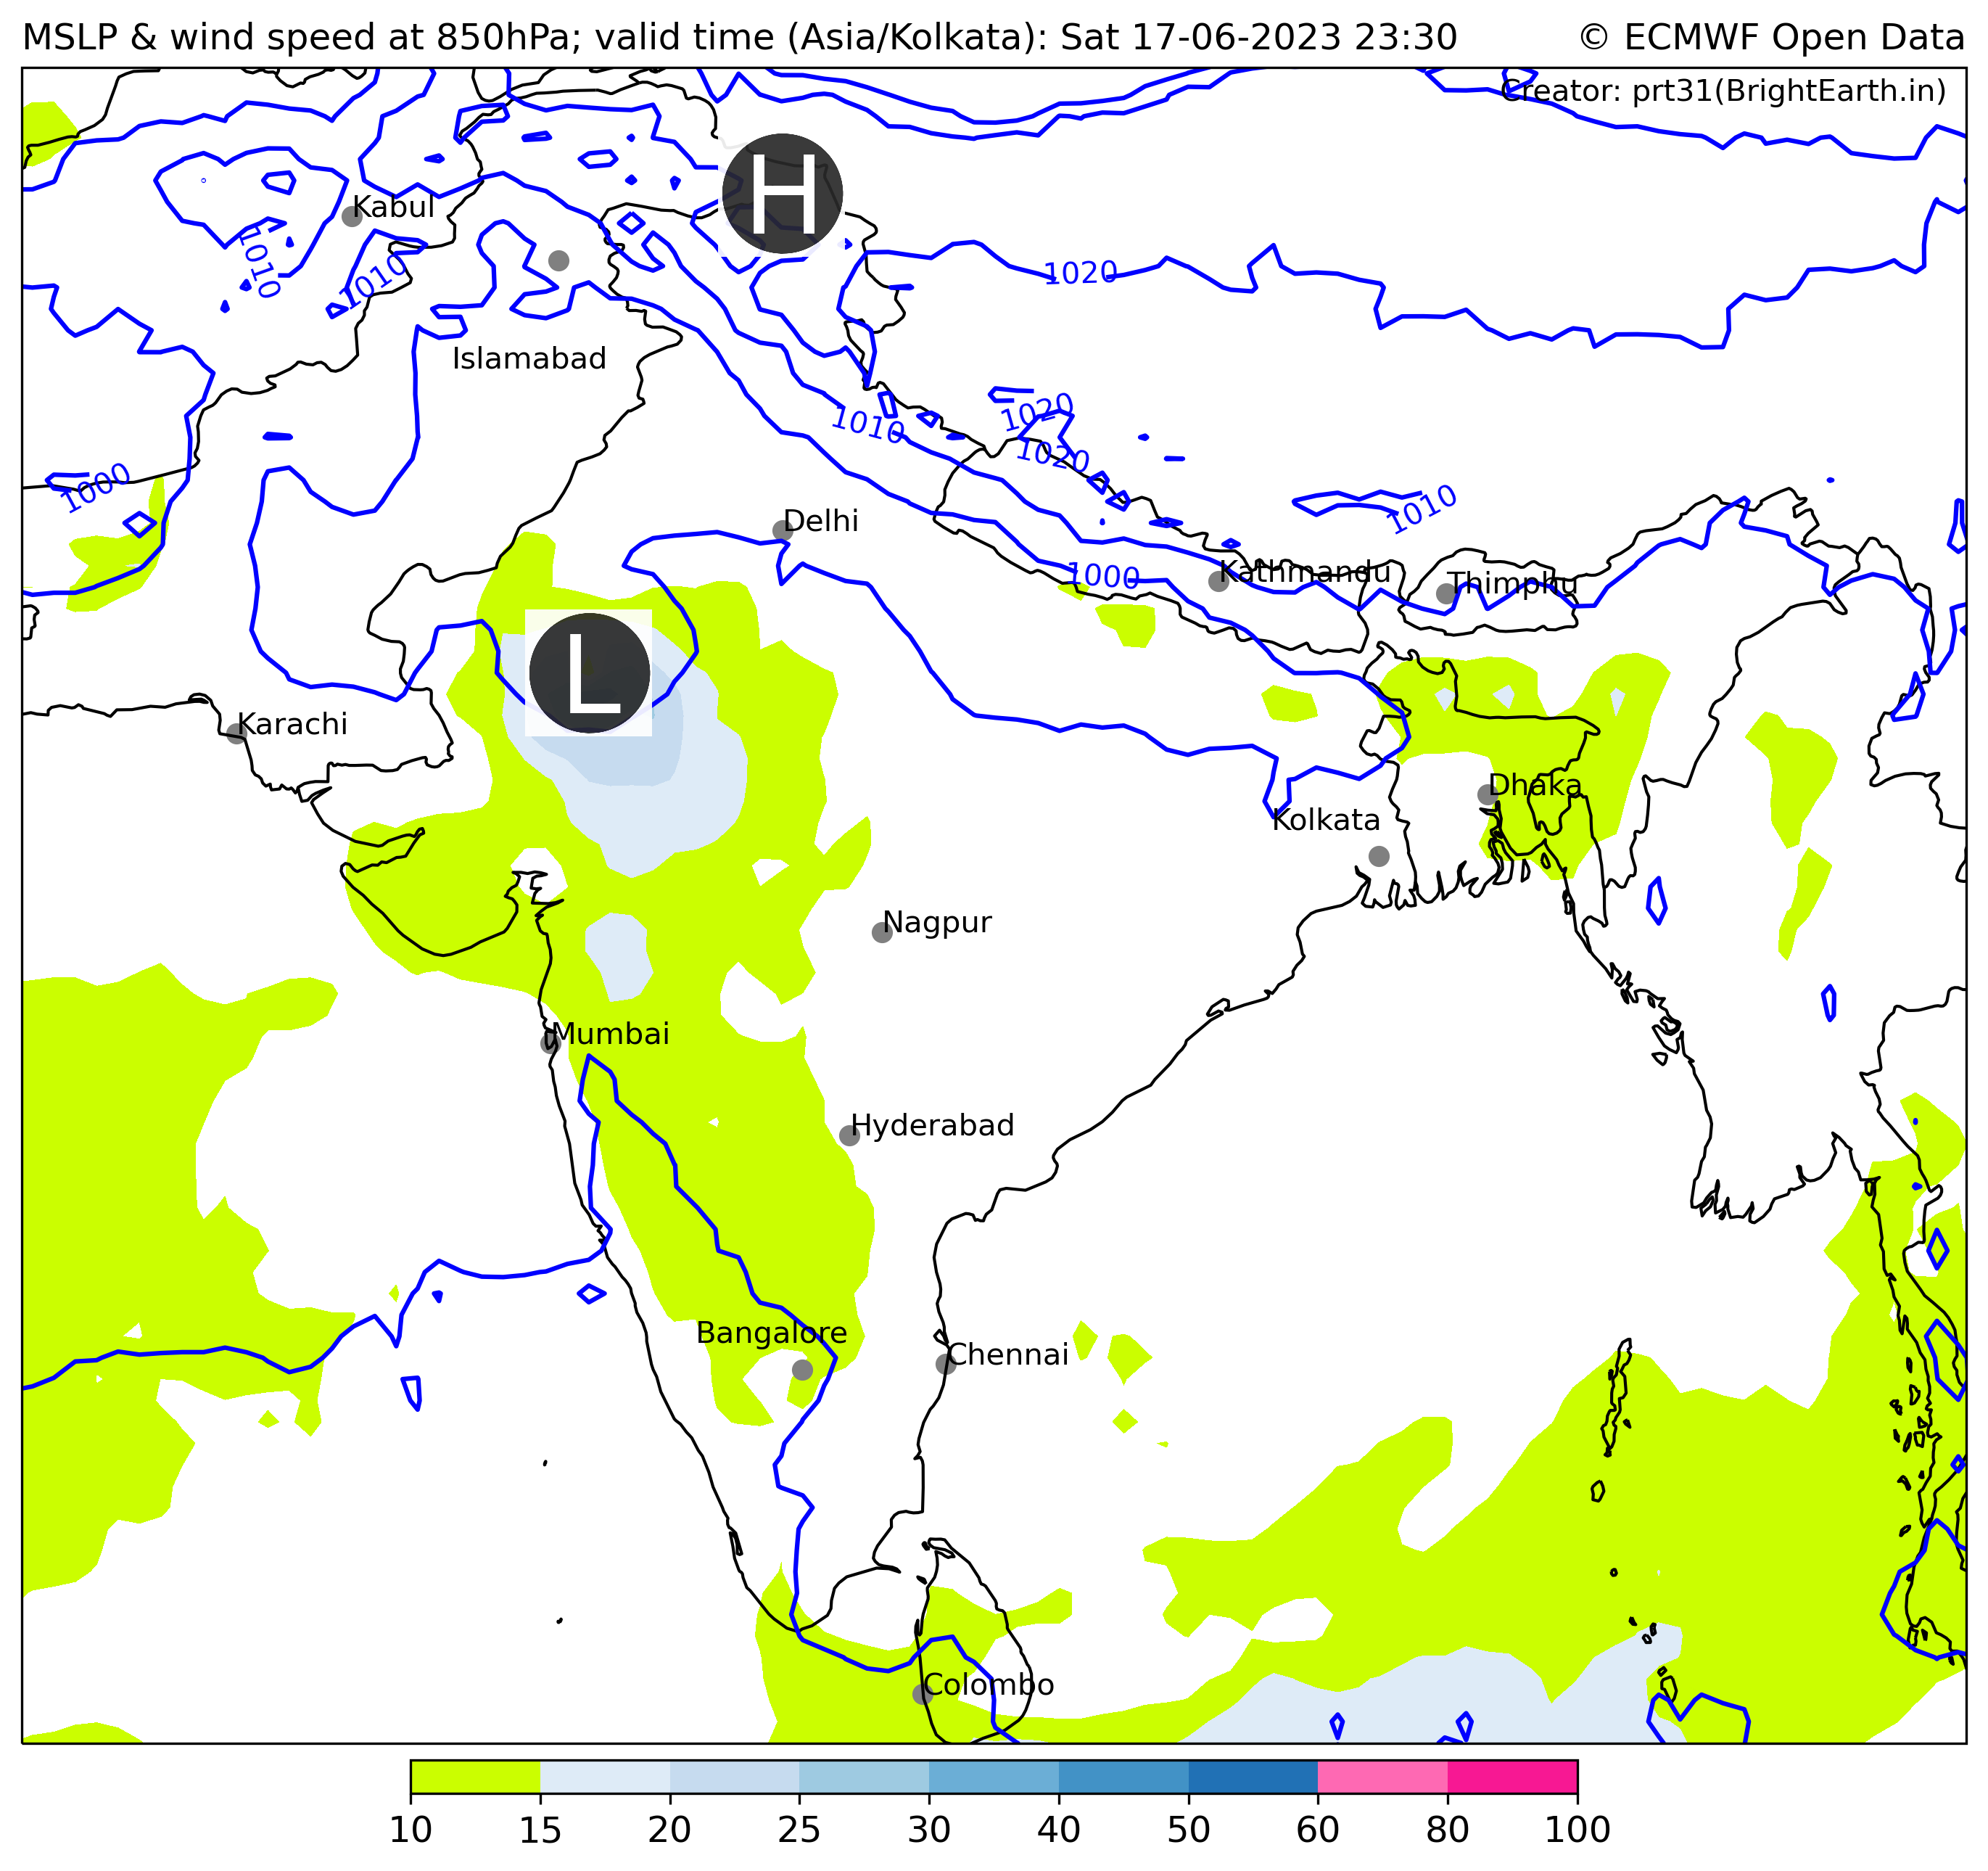 MSLP & wind speed at 850hPa; valid time (Asia/Kolkata): Sat 17-06-2023 23:30
© ECMWF Open Data
Creator: prt31(BrightEarth.in)
H
Kabul
1010
1010
1020
Islamabad
1020
1010
1020
1000
1010
Delhi
1000
Kathmandu
Thimphu
L
Karachi
Dhaka
Kolkata
Nagpur
Mumbai
Hyderabad
Bangalore
Chennai
Colombo
10 15 20 25 30 40 50 60 80 100